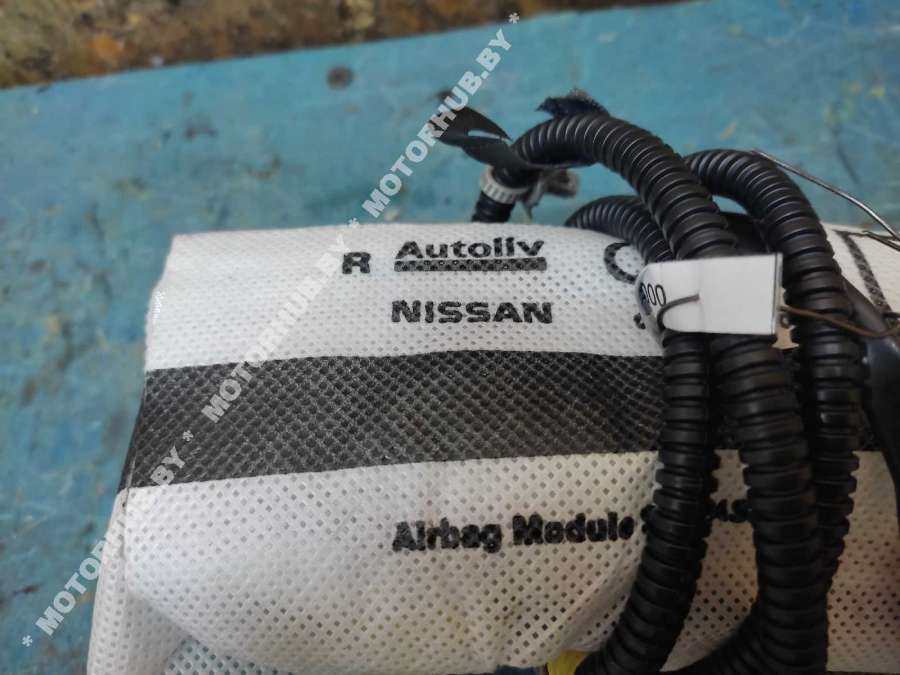 * MOTORHUB.BY * MOTORHUB.BY * MOTORHUB.BY *
R Autoliv
NISSAN
Airbag Module